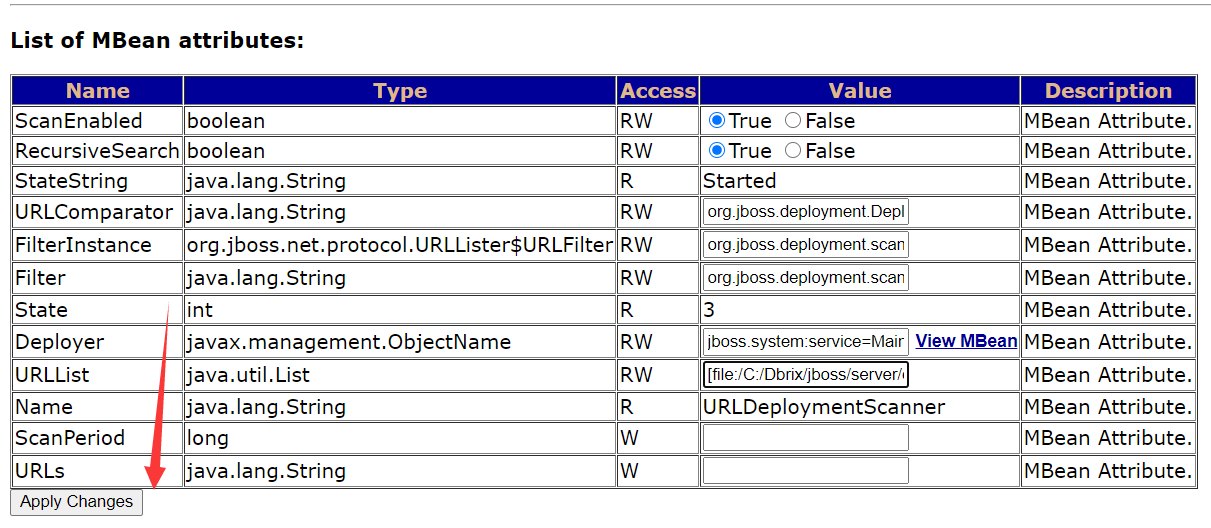 List of MBean attributes:
Name Type Access Value Description
ScanEnabled boolean RW True False MBean Attribute.
RecursiveSearch boolean RW True False MBean Attribute.
StateString java.lang.String R Started MBean Attribute.
URLComparator java.lang.String RW org.jboss.deployment.Depl MBean Attribute.
FilterInstance org.jboss.net.protocol.URLLister$URLFilter RW org.jboss.deployment.scan MBean Attribute.
Filter java.lang.String RW org.jboss.deployment.scan MBean Attribute.
State int R 3 MBean Attribute.
Deployer javax.management.ObjectName RW jboss.system:service=Mair View MBean MBean Attribute.
URLList java.util.List RW [file:/C:/Dbrix/jboss/server/ MBean Attribute.
Name java.lang.String R URLDeploymentScanner MBean Attribute.
ScanPeriod long W MBean Attribute.
URLs java.lang.String W MBean Attribute.
Apply Changes